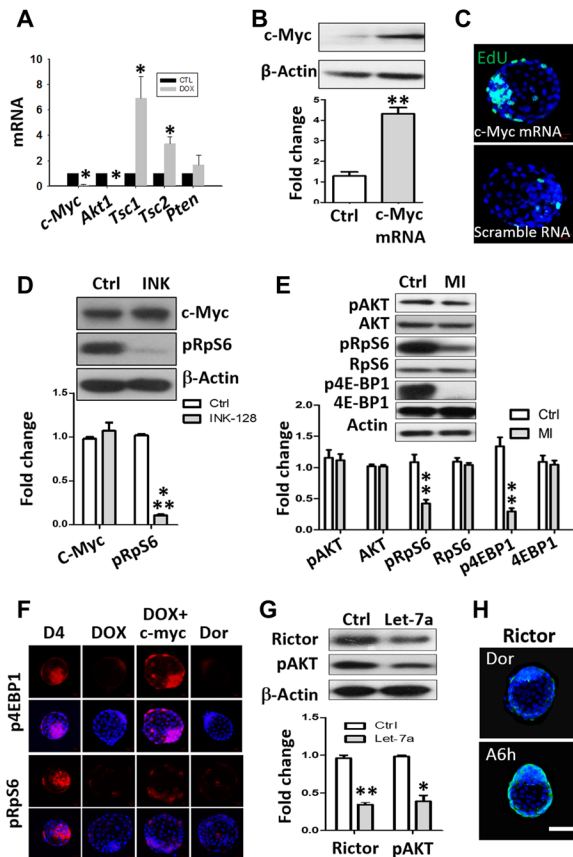 A
mRNA
10
8
6
4
2
0
CTL
DOX
*
*
*
*
c-Myc
Akt1
Tsc1
Tsc2
Pten
B
c-Myc
β-Actin
Fold change
5
4
3
2
1
0
**
Ctrl
c-Myc
mRNA
C
EdU
c-Myc mRNA
Scramble RNA
D
Ctrl INK
c-Myc
pRpS6
β-Actin
Fold change
1.5
1.0
0.5
0.0
Ctrl
INK-128
*
**
C-Myc
pRpS6
E
Ctrl MI
pAKT
AKT
pRpS6
RpS6
p4E-BP1
4E-BP1
Actin
Fold change
2.0
1.5
1.0
0.5
0.0
Ctrl
MI
**
**
pAKT
AKT
pRpS6
RpS6
p4EBP1
4EBP1
F
D4 DOX DOX+ c-myc Dor
p4EBP1
pRpS6
G
Ctrl Let-7a
Rictor
pAKT
β-Actin
Fold change
1.5
1.0
0.5
0.0
Ctrl
Let-7a
**
*
Rictor
pAKT
H
Rictor
Dor
A6h